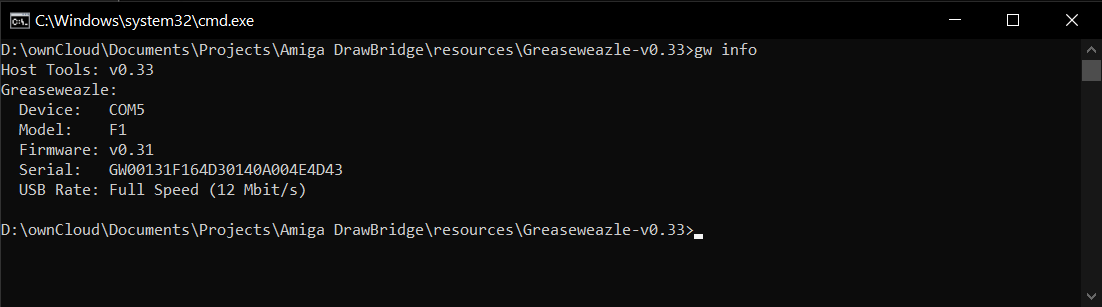 C:\Windows\system32\cmd.exe
D:\ownCloud\Documents\Projects\Amiga DrawBridge\resources\Greaseweazle-v0.33>gw info
Host Tools: v0.33
Greaseweazle:
  Device:   COM5
  Model:    F1
  Firmware: v0.31
  Serial:   GW00131F164D30140A004E4D43
  USB Rate: Full Speed (12 Mbit/s)
D:\ownCloud\Documents\Projects\Amiga DrawBridge\resources\Greaseweazle-v0.33>